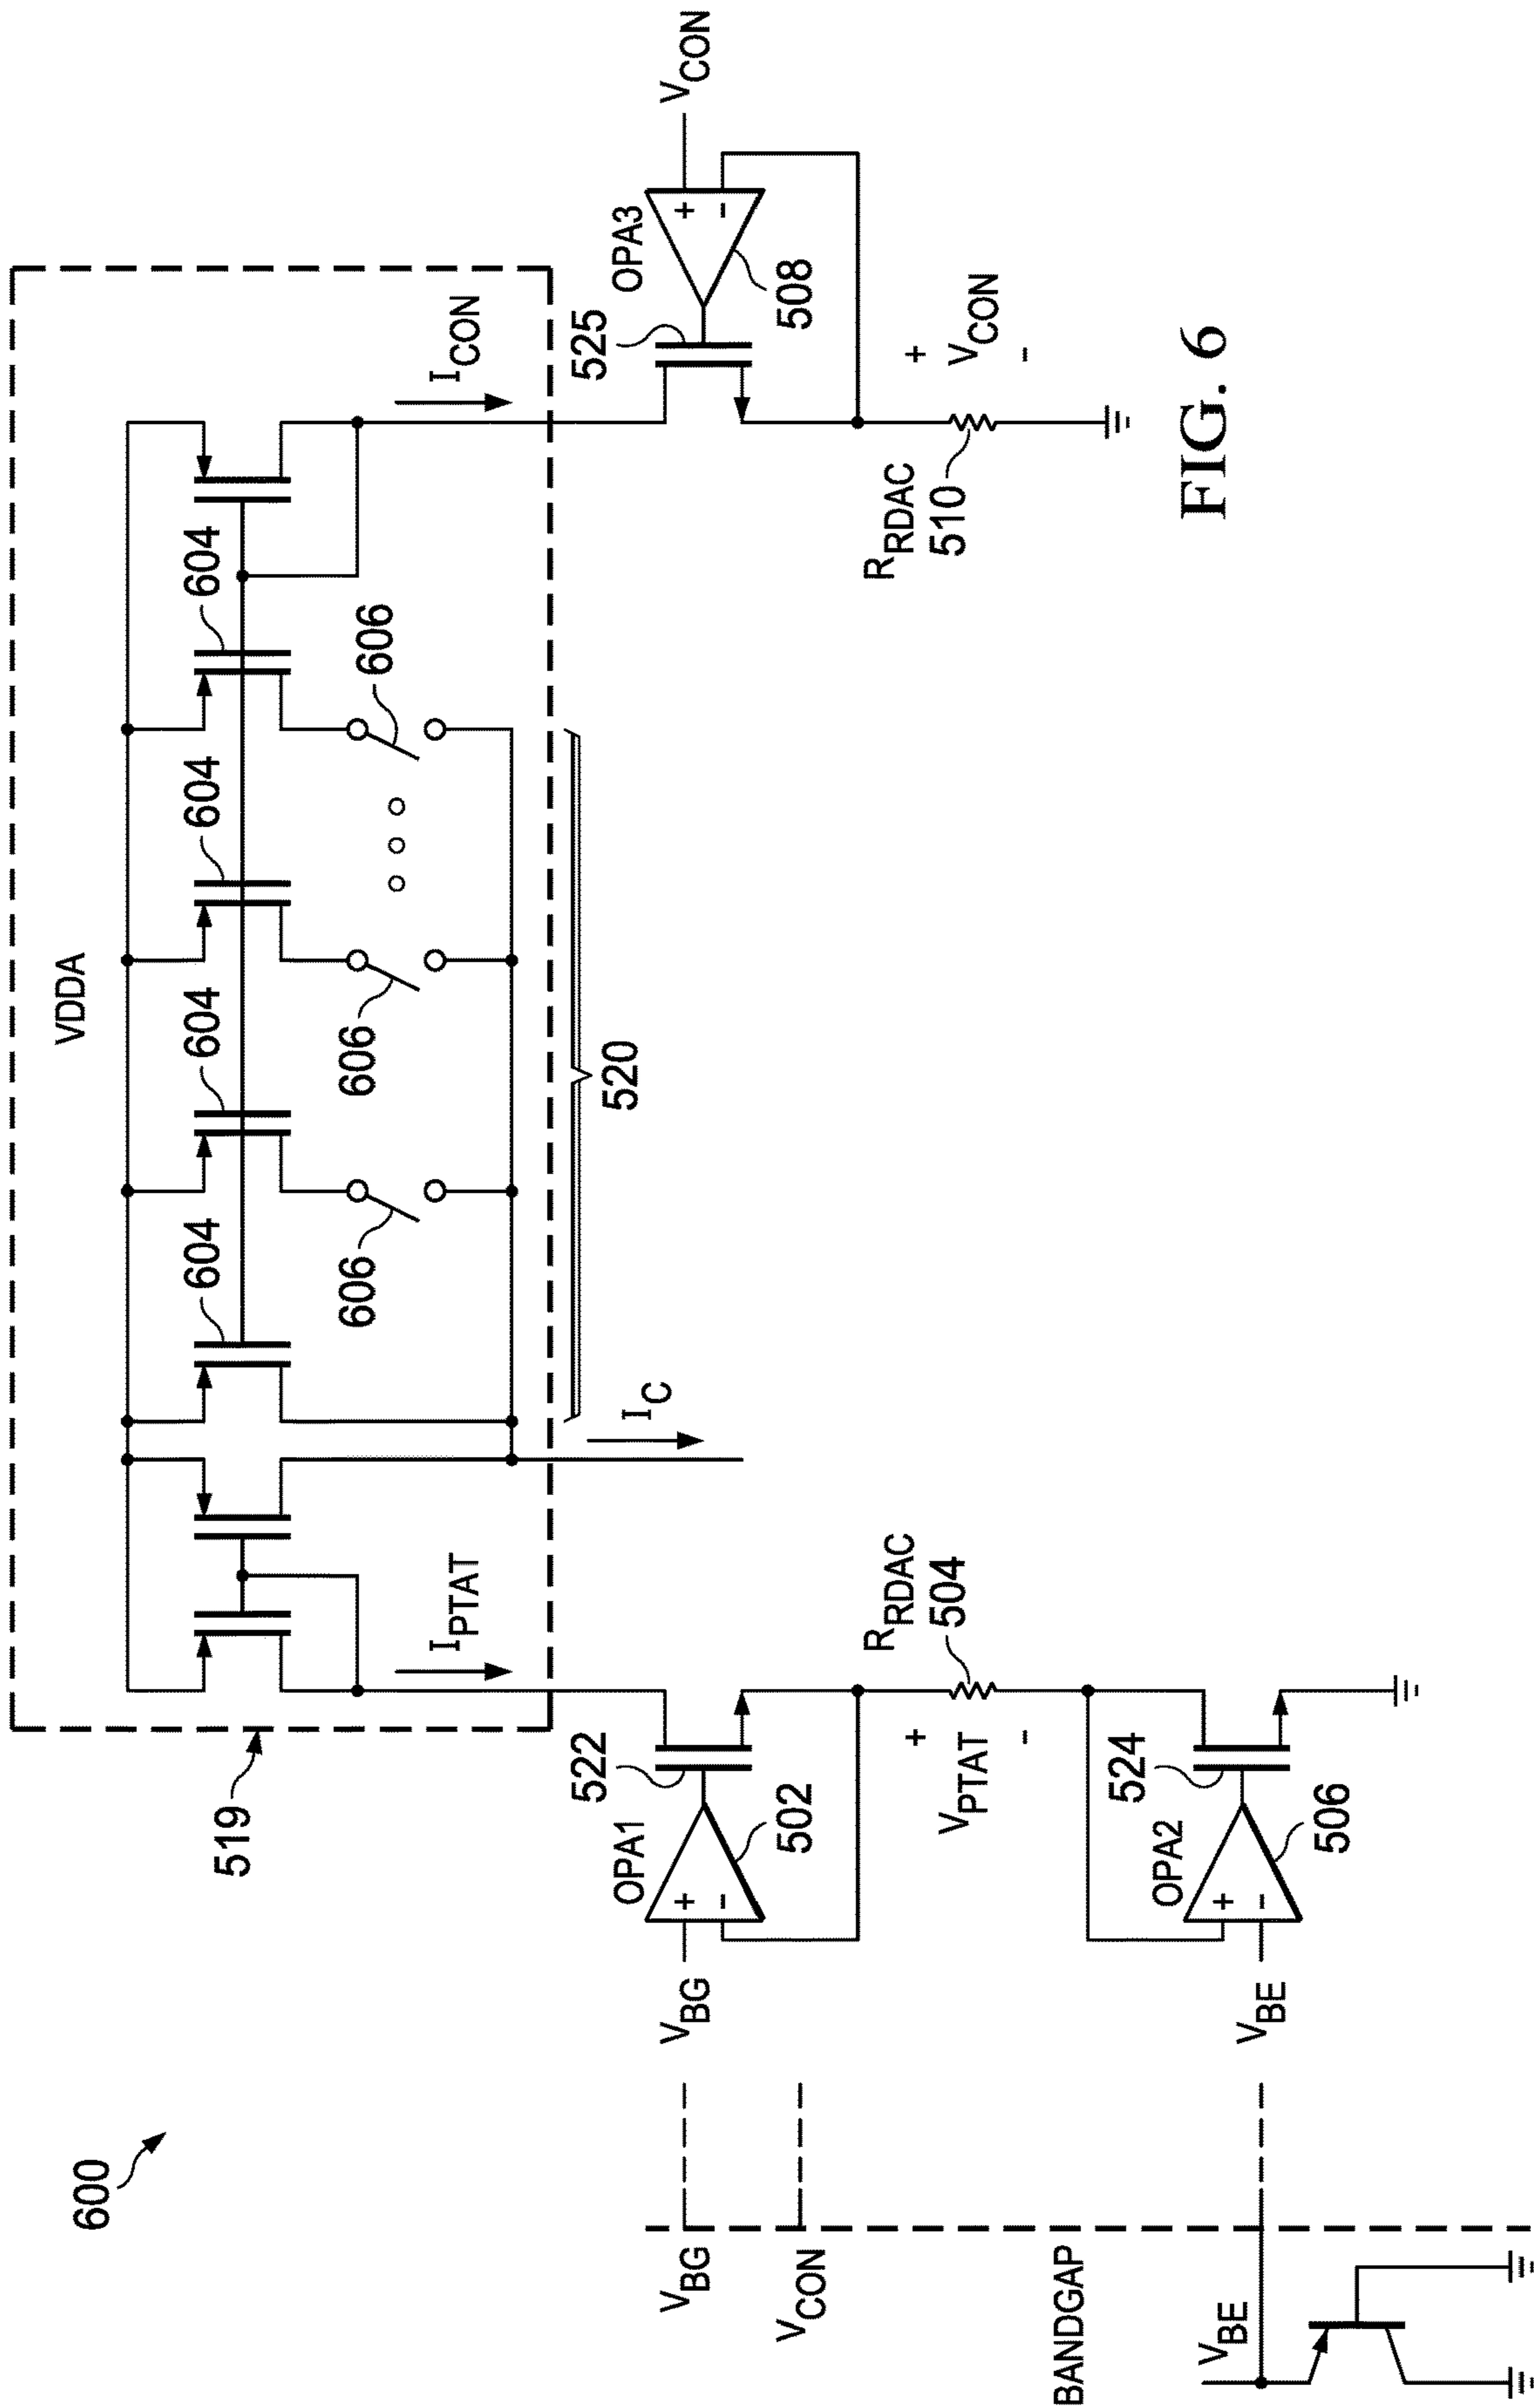 VDDA
600
604
604
604
604
519
606
606
606
I_PTAT
I_CON
520
522
525
OPA1
I_C
OPA3
V_BG
V_BG
+
+
V_CON
-
-
502
508
V_CON
R_RDAC
504
R_RDAC
510
+
V_PTAT
-
+
V_CON
-
BANDGAP
524
OPA2
V_BE
V_BE
+
-
506
FIG. 6